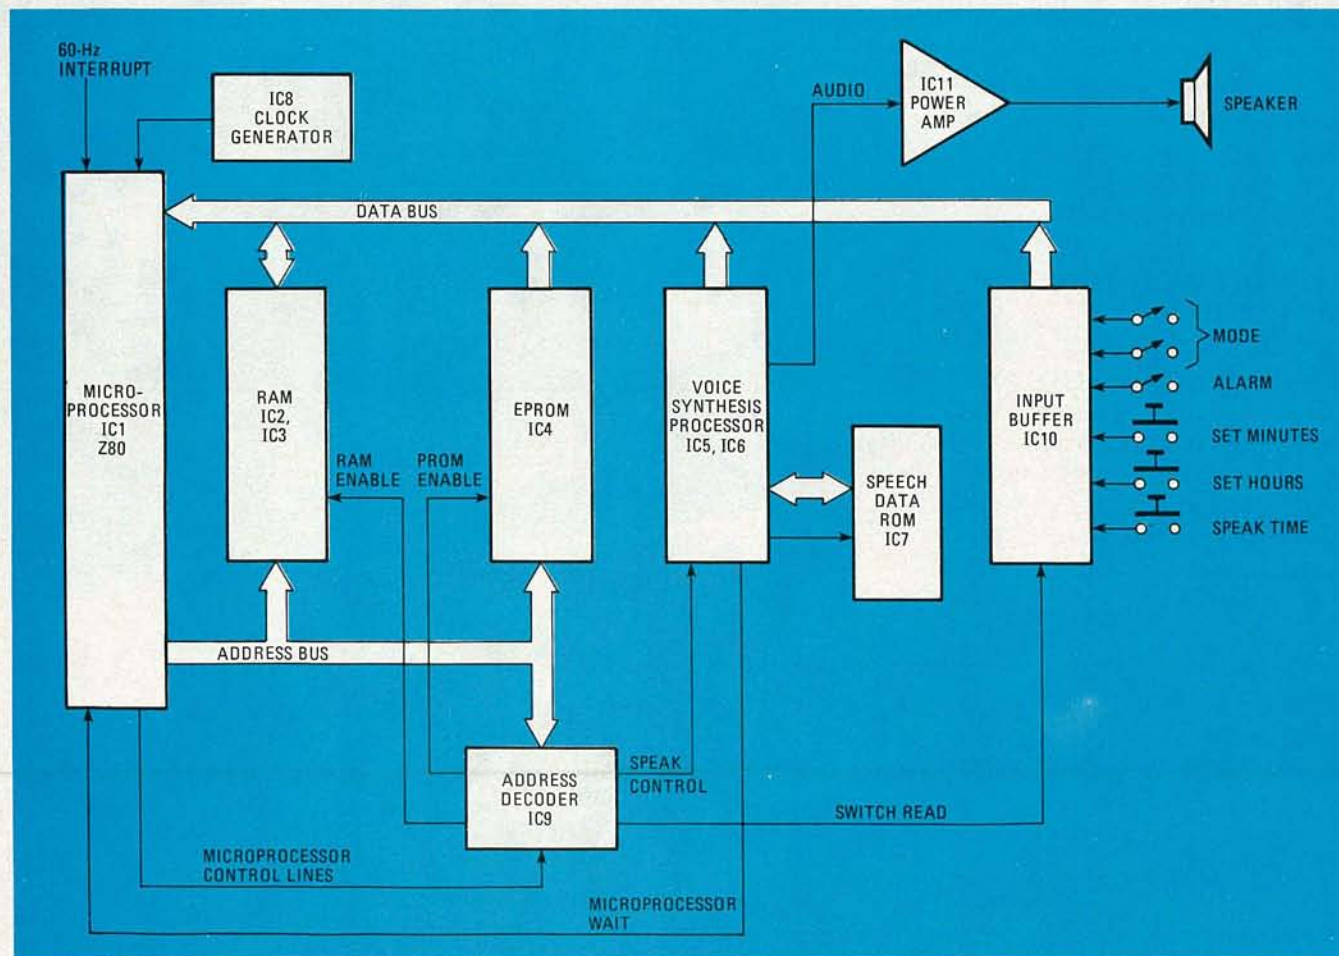 60-Hz
INTERRUPT
IC8
CLOCK
GENERATOR
AUDIO
IC11
POWER
AMP
SPEAKER
DATA BUS
MICRO-
PROCESSOR
IC1
Z80
RAM
IC2,
IC3
RAM
ENABLE
PROM
ENABLE
EPROM
IC4
VOICE
SYNTHESIS
PROCESSOR
IC5, IC6
SPEECH
DATA
ROM
IC7
INPUT
BUFFER
IC10
MODE
ALARM
SET MINUTES
SET HOURS
SPEAK TIME
ADDRESS BUS
ADDRESS
DECODER
IC9
SPEAK
CONTROL
SWITCH READ
MICROPROCESSOR
CONTROL LINES
MICROPROCESSOR
WAIT